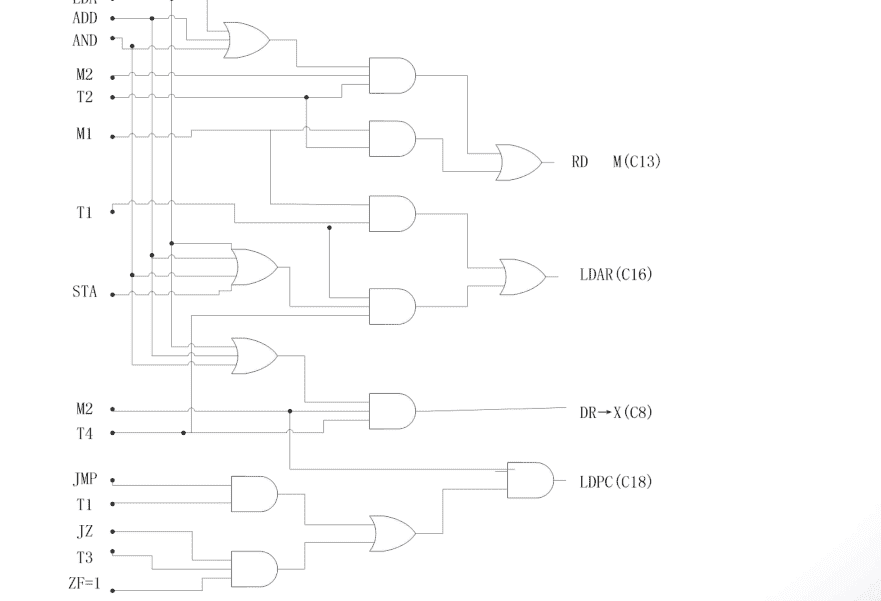 ADD
AND
M2
T2
M1
RD M(C13)
T1
LDAR(C16)
STA
M2
DR→X(C8)
T4
JMP
LDPC(C18)
T1
JZ
T3
ZF=1